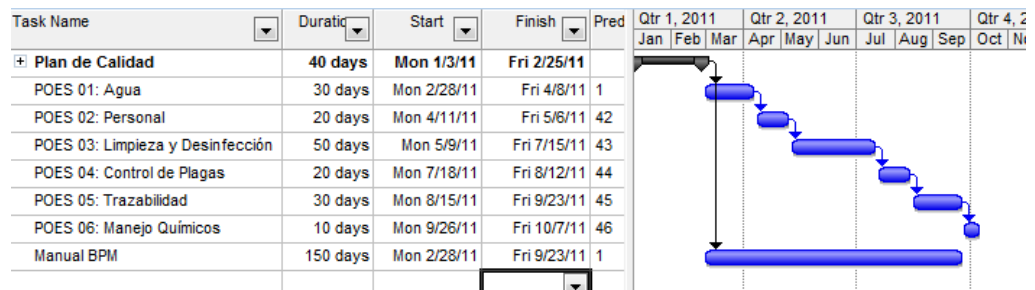 Task Name Duratic Start Finish Pred Qtr 1, 2011 Qtr 2, 2011 Qtr 3, 2011 Qtr 4, 2
Jan Feb Mar Apr May Jun Jul Aug Sep Oct No
Plan de Calidad 40 days Mon 1/3/11 Fri 2/25/11
POES 01: Agua 30 days Mon 2/28/11 Fri 4/8/11 1
POES 02: Personal 20 days Mon 4/11/11 Fri 5/6/11 42
POES 03: Limpieza y Desinfección 50 days Mon 5/9/11 Fri 7/15/11 43
POES 04: Control de Plagas 20 days Mon 7/18/11 Fri 8/12/11 44
POES 05: Trazabilidad 30 days Mon 8/15/11 Fri 9/23/11 45
POES 06: Manejo Químicos 10 days Mon 9/26/11 Fri 10/7/11 46
Manual BPM 150 days Mon 2/28/11 Fri 9/23/11 1